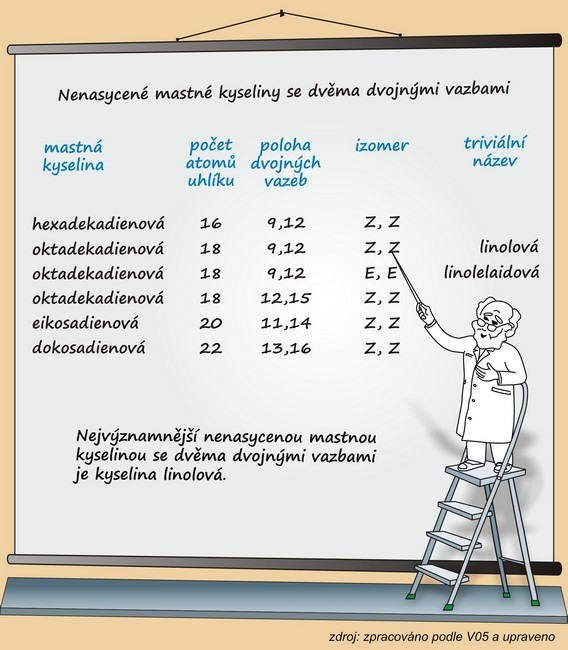 Nenasycené mastné kyseliny se dvěma dvojnými vazbami
mastná kyselina počet atomů uhlíku poloha dvojných vazeb izomer triviální název
hexadekadienová 16 9,12 Z, Z
oktadekadienová 18 9,12 Z, Z linolová
oktadekadienová 18 9,12 E, E linolelaidová
oktadekadienová 18 12,15 Z, Z
eikosadienová 20 11,14 Z, Z
dokosadienová 22 13,16 Z, Z
Nejvýznamnější nenasycenou mastnou
kyselinou se dvěma dvojnými vazbami
je kyselina linolová.
zdroj: zpracováno podle V05 a upraveno